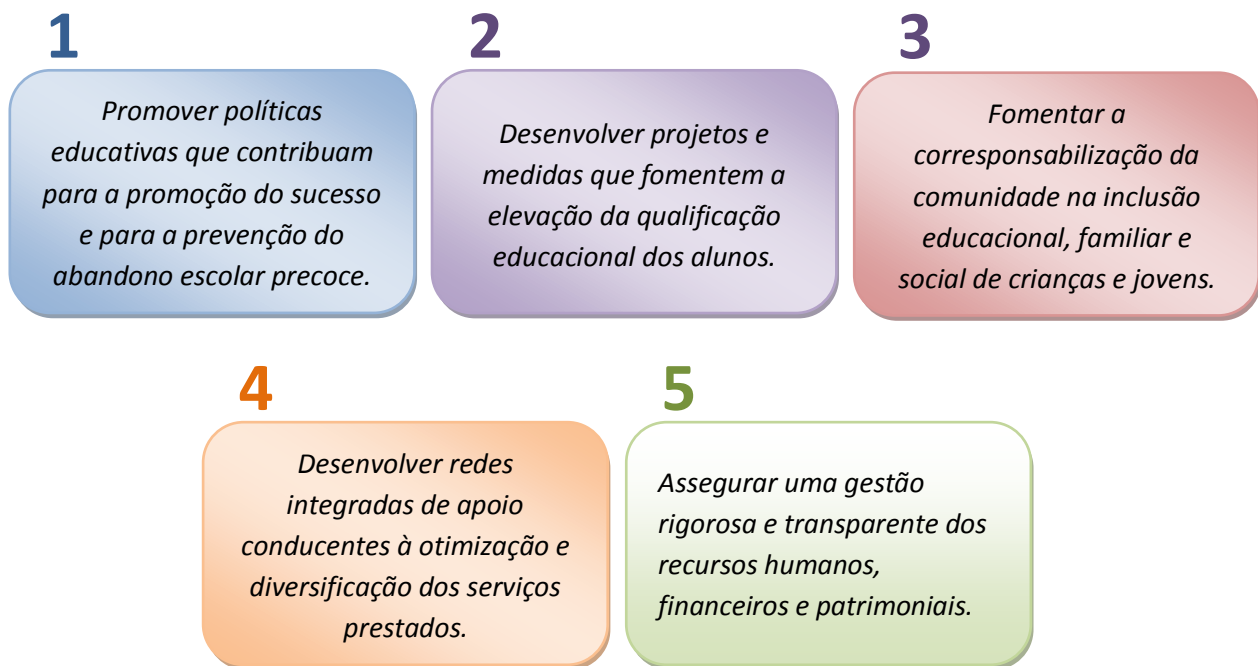 1
Promover políticas
educativas que contribuam
para a promoção do sucesso
e para a prevenção do
abandono escolar precoce.
2
Desenvolver projetos e
medidas que fomentem a
elevação da qualificação
educacional dos alunos.
3
Fomentar a
corresponsabilização da
comunidade na inclusão
educacional, familiar e
social de crianças e jovens.
4
Desenvolver redes
integradas de apoio
conducentes à otimização e
diversificação dos serviços
prestados.
5
Assegurar uma gestão
rigorosa e transparente dos
recursos humanos,
financeiros e patrimoniais.